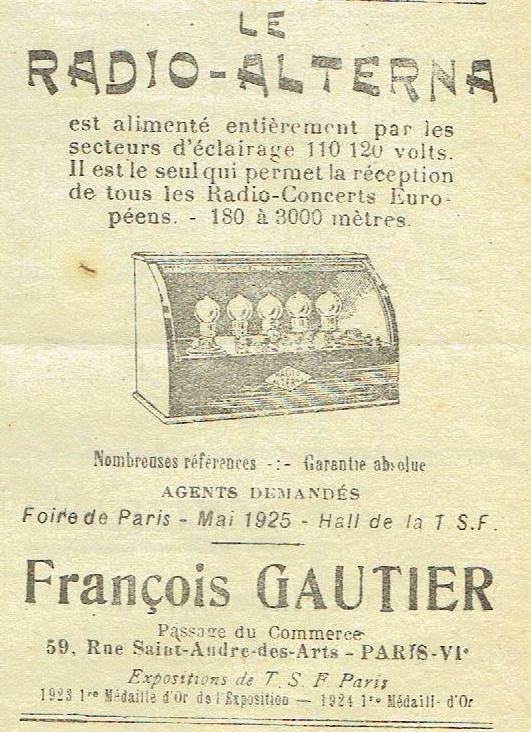 LE
RADIO-ALTERNA
est alimenté entièrement par les
secteurs d'éclairage 110 120 volts.
Il est le seul qui permet la réception
de tous les Radio-Concerts Euro-
péens. - 180 à 3000 mètres.
RADIO
ALTERNA
Nombreuses références -:- Garantie absolue
AGENTS DEMANDÉS
Foire de Paris - Mai 1925 - Hall de la T S.F.
François GAUTIER
Passage du Commerce
59, Rue Saint-Andre-des-Arts - PARIS-VIᵉ
Expositions de T. S. F Paris
1923 1ʳᵉ Médaille d'Or de l'Exposition — 1924 1ʳᵉ Médaill- d'Or